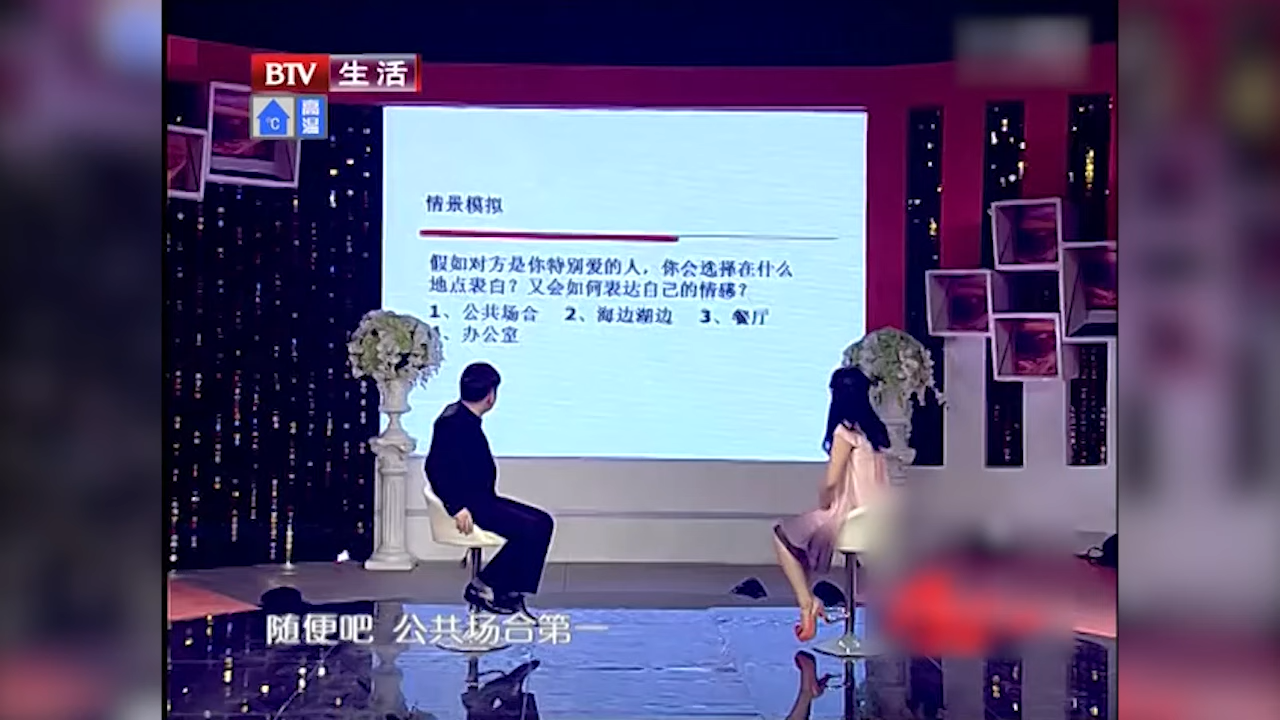 BTV 生活
℃ 高温
情景模拟
假如对方是你特别爱的人，你会选择在什么
地点表白？又会如何表达自己的情感？
1、公共场合 2、海边湖边 3、餐厅
、办公室
随便吧 公共场合第一